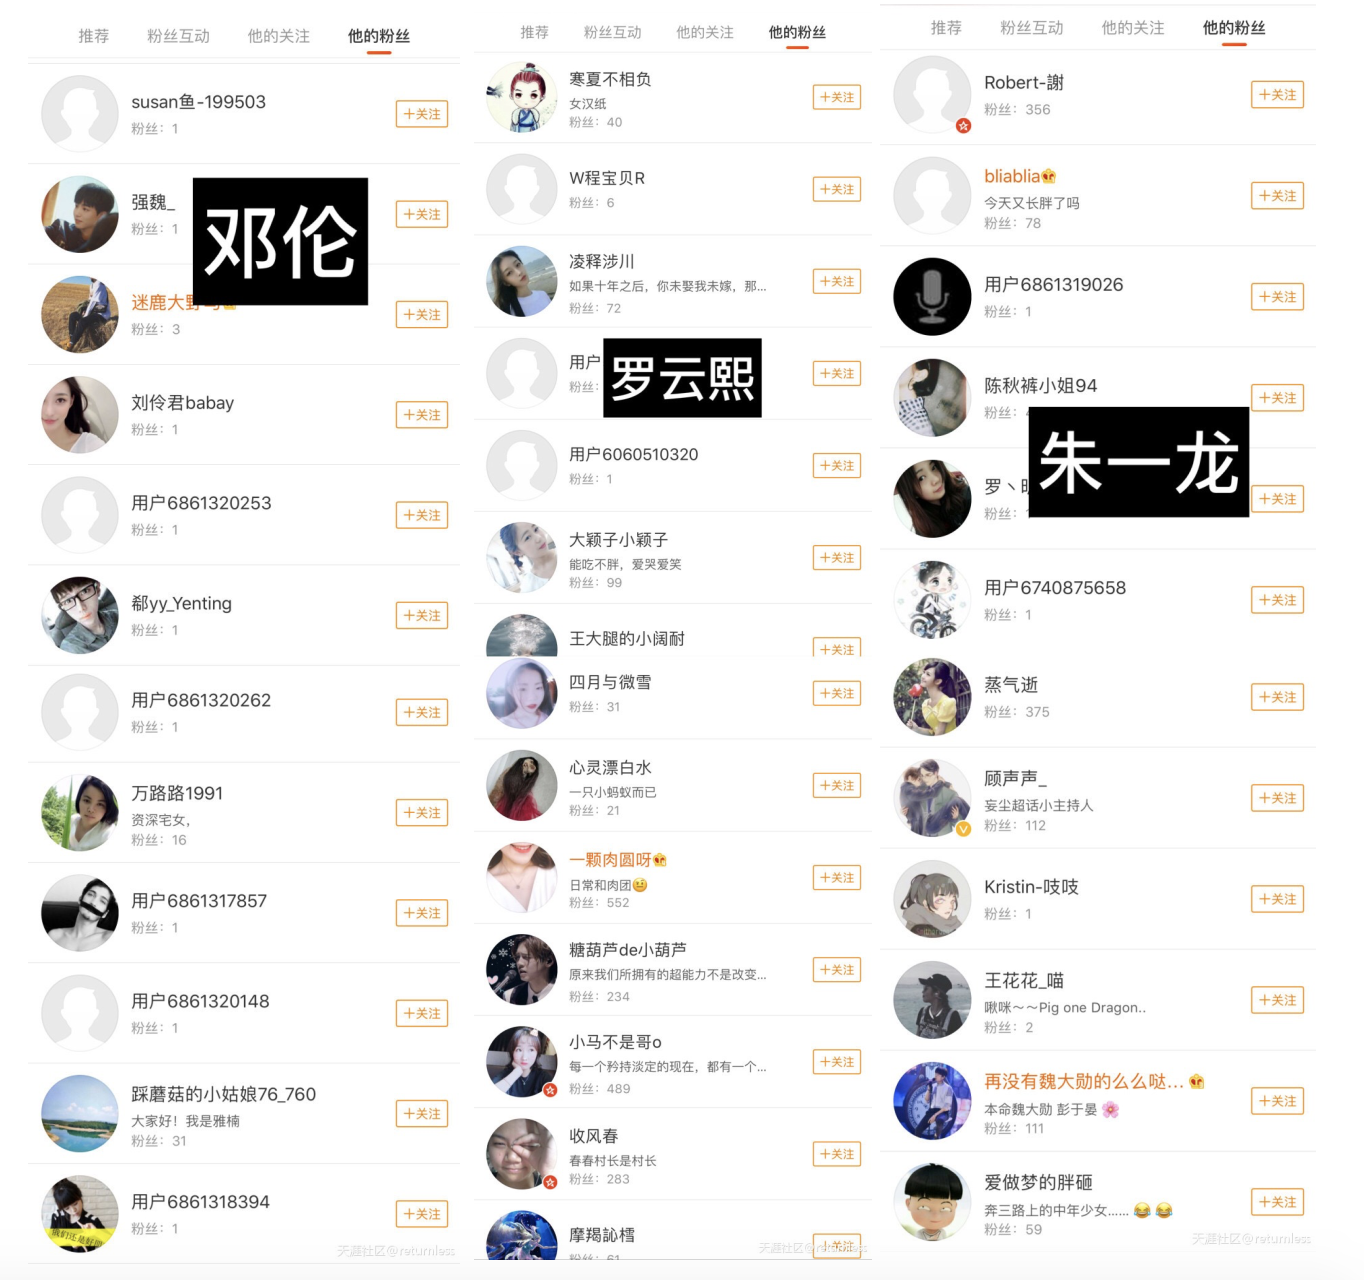 推荐
粉丝互动
他的关注
他的粉丝
susan鱼-199503
粉丝：1
+关注
强魏_
粉丝：1
+关注
邓伦
迷鹿大野
粉丝：3
+关注
刘伶君babay
粉丝：1
+关注
用户6861320253
粉丝：1
+关注
郗yy_Yenting
粉丝：1
+关注
用户6861320262
粉丝：1
+关注
万路路1991
资深宅女，
粉丝：16
+关注
用户6861317857
粉丝：1
+关注
用户6861320148
粉丝：1
+关注
踩蘑菇的小姑娘76_760
大家好！我是雅楠
粉丝：31
+关注
用户6861318394
粉丝：1
+关注
天涯社区@returnless
推荐
粉丝互动
他的关注
他的粉丝
寒夏不相负
女汉纸
粉丝：40
+关注
W程宝贝R
粉丝：6
+关注
凌释涉川
如果十年之后，你未娶我未嫁，那...
粉丝：72
+关注
用户
粉丝：
+关注
罗云熙
用户6060510320
粉丝：1
+关注
大颖子小颖子
能吃不胖，爱哭爱笑
粉丝：99
+关注
王大腿的小阔耐
+关注
四月与微雪
粉丝：31
+关注
心灵漂白水
一只小蚂蚁而已
粉丝：21
+关注
一颗肉圆呀
日常和肉团🤨
粉丝：552
+关注
糖葫芦de小葫芦
原来我们所拥有的超能力不是改变...
粉丝：234
+关注
小马不是哥o
每一个矜持淡定的现在，都有一个...
粉丝：489
+关注
收风春
春春村长是村长
粉丝：283
+关注
摩羯訫樰
粉丝：61
+关注
天涯社区@returnless
推荐
粉丝互动
他的关注
他的粉丝
Robert-謝
粉丝：356
+关注
bliablia
今天又长胖了吗
粉丝：78
+关注
用户6861319026
粉丝：1
+关注
陈秋裤小姐94
粉丝：
+关注
朱一龙
罗丶
粉丝：
+关注
用户6740875658
粉丝：1
+关注
蒸气逝
粉丝：375
+关注
顾声声_
妄尘超话小主持人
粉丝：112
+关注
Kristin-吱吱
粉丝：1
+关注
王花花_喵
啾咪～～Pig one Dragon..
粉丝：2
+关注
再没有魏大勋的么么哒...
本命魏大勋 彭于晏 🌸
粉丝：111
+关注
爱做梦的胖砸
奔三路上的中年少女...... 😂 😂
粉丝：59
+关注
天涯社区@returnless